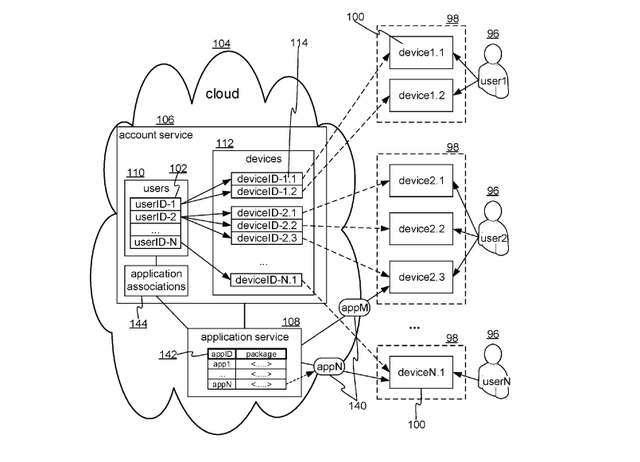 100
98
96
104
114
device1.1
cloud
user1
device1.2
106
account service
112
98
devices
110
102
users
deviceID-1.1
deviceID-1.2
device2.1
userID-1
userID-2
...
userID-N
deviceID-2.1
deviceID-2.2
deviceID-2.3
96
device2.2
user2
application
associations
...
deviceID-N.1
device2.3
144
appM
108
application service
...
98
96
142
appID package
app1 <....>
... <....>
appN <....>
appN
140
deviceN.1
userN
100